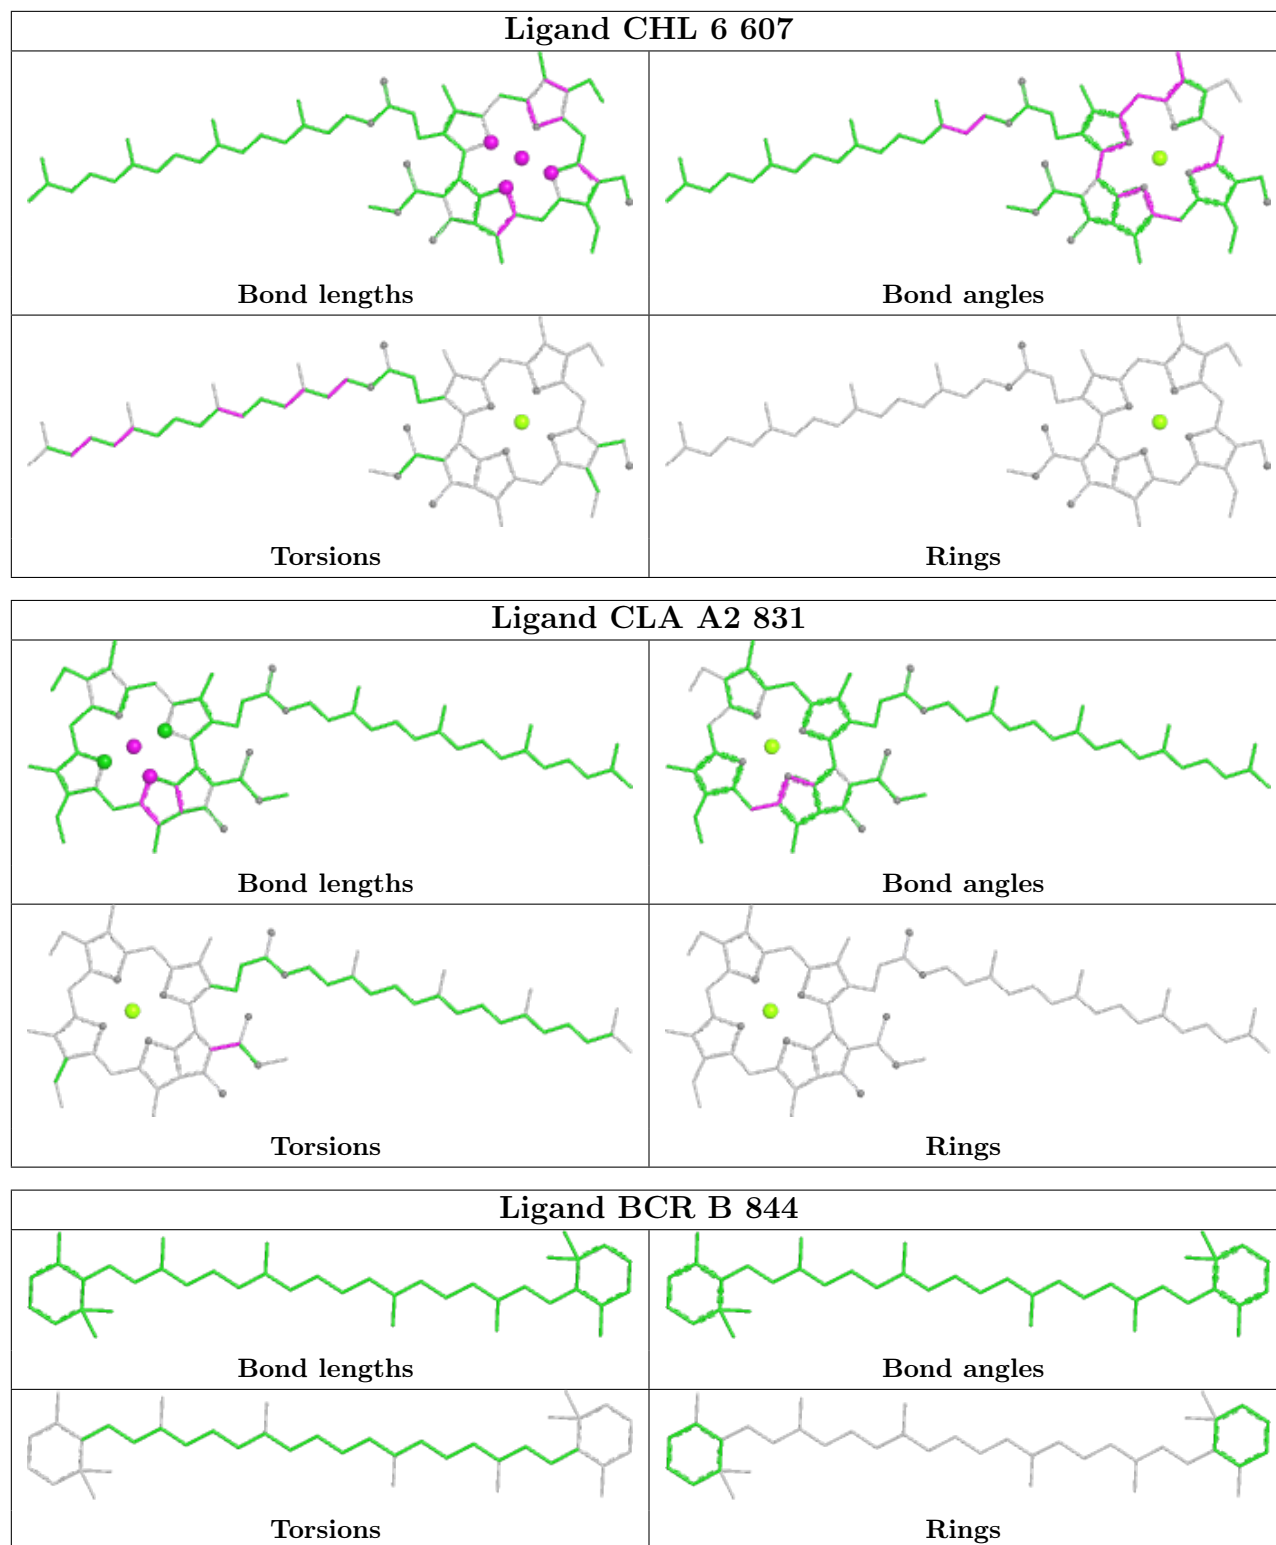 Ligand CHL 6 607
Bond lengths
Bond angles
Torsions
Rings
Ligand CLA A2 831
Bond lengths
Bond angles
Torsions
Rings
Ligand BCR B 844
Bond lengths
Bond angles
Torsions
Rings